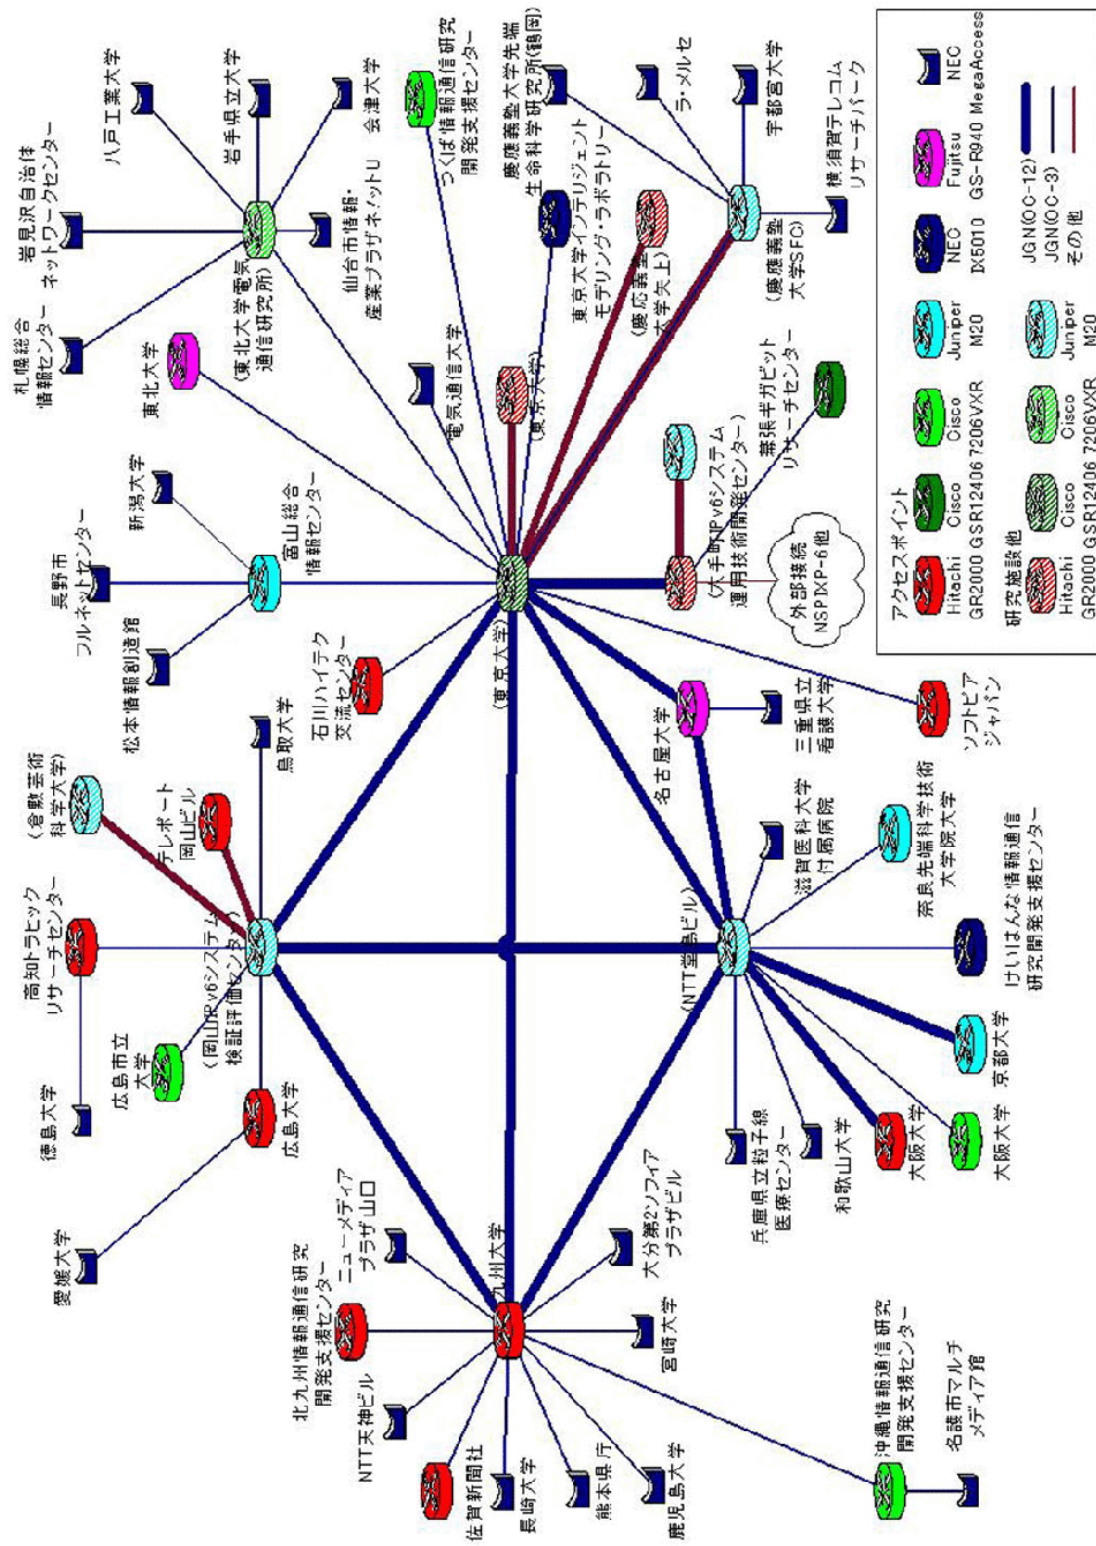 札幌総合
情報センター
岩見沢自治体
ネットワークセンター
八戸工業大学
岩手県立大学
会津大学
仙台市情報・
産業プラザネ!ットU
(東北大学電気
通信研究所)
東北大学
つくば情報通信研究
開発支援センター
慶應義塾大学先端
生命科学研究所(鶴岡)
ラ・メルセ
宇都宮大学
横須賀テレコム
リサーチパーク
(慶應義塾
大学SFC)
(慶応義塾
大学矢上)
東京大学インテリジェント
モデリング・ラボラトリー
電気通信大学
(東京大学)
新潟大学
長野市
フルネットセンター
松本情報創造館
富山総合
情報センター
石川ハイテク
交流センター
(東京大学)
(大手町IPv6システム
運用技術開発センター)
幕張ギガビット
リサーチセンター
外部接続
NSPIXP-6他
ソフトピア
ジャパン
名古屋大学
三重県立
看護大学
鳥取大学
(倉敷芸術
科学大学)
テレポート
岡山ビル
高知トラヒック
リサーチセンター
徳島大学
広島市立
大学
(岡山IPv6システム
検証評価センター)
広島大学
愛媛大学
(NTT堂島ビル)
滋賀医科大学
付属病院
奈良先端科学技術
大学院大学
けいはんな情報通信
研究開発支援センター
京都大学
大阪大学
大阪大学
和歌山大学
兵庫県立粒子線
医療センター
九州大学
ニューメディア
プラザ山口
北九州情報通信研究
開発支援センター
NTT天神ビル
佐賀新聞社
長崎大学
熊本県庁
鹿児島大学
宮崎大学
大分第2ソフィア
プラザビル
沖縄情報通信研究
開発支援センター
名護市マルチ
メディア館
アクセスポイント
Hitachi
GR2000
Cisco
GSR12406
Cisco
7206VXR
Juniper
M20
NEC
IX5010
Fujitsu
GS-R940
NEC
MegaAccess
研究施設他
Hitachi
GR2000
Cisco
GSR12406
Cisco
7206VXR
Juniper
M20
JGN(OC-12)
JGN(OC-3)
その他